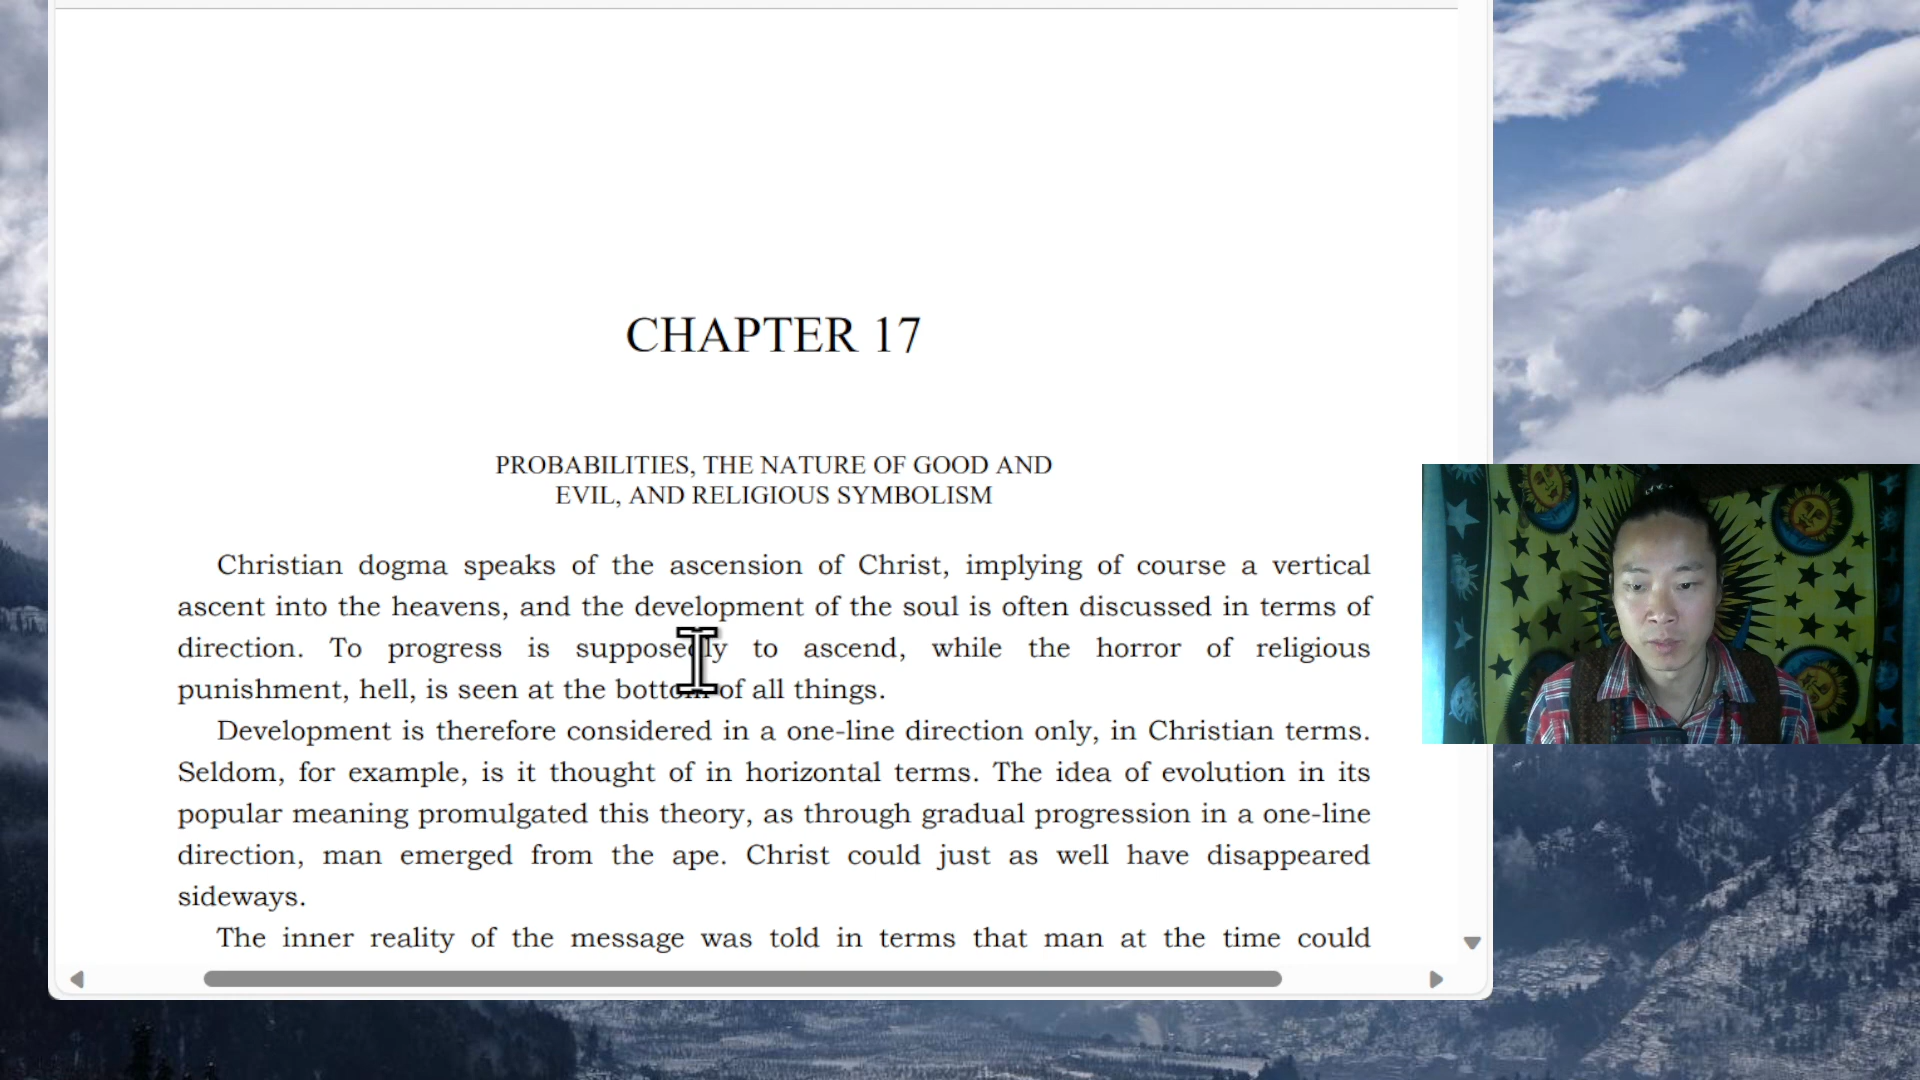 CHAPTER 17
PROBABILITIES, THE NATURE OF GOOD AND
EVIL, AND RELIGIOUS SYMBOLISM
Christian dogma speaks of the ascension of Christ, implying of course a vertical
ascent into the heavens, and the development of the soul is often discussed in terms of
direction. To progress is supposedly to ascend, while the horror of religious
punishment, hell, is seen at the bottom of all things.
Development is therefore considered in a one-line direction only, in Christian terms.
Seldom, for example, is it thought of in horizontal terms. The idea of evolution in its
popular meaning promulgated this theory, as through gradual progression in a one-line
direction, man emerged from the ape. Christ could just as well have disappeared
sideways.
The inner reality of the message was told in terms that man at the time could